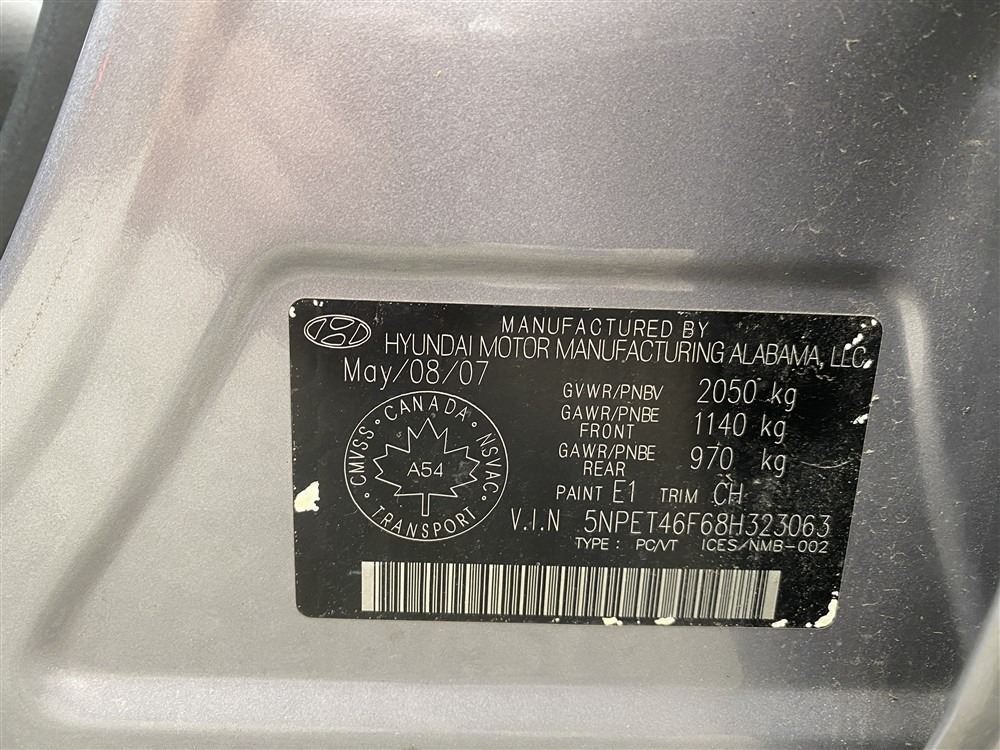 MANUFACTURED BY
HYUNDAI MOTOR MANUFACTURING ALABAMA, LLC.
May/08/07
GVWR/PNBV 2050 kg
GAWR/PNBE FRONT 1140 kg
GAWR/PNBE REAR 970 kg
CMVSS · CANADA · NSVAC · TRANSPORT
A54
PAINT E1 TRIM CH
V.I.N 5NPET46F68H323063
TYPE: PC/VT ICES/NMB-002